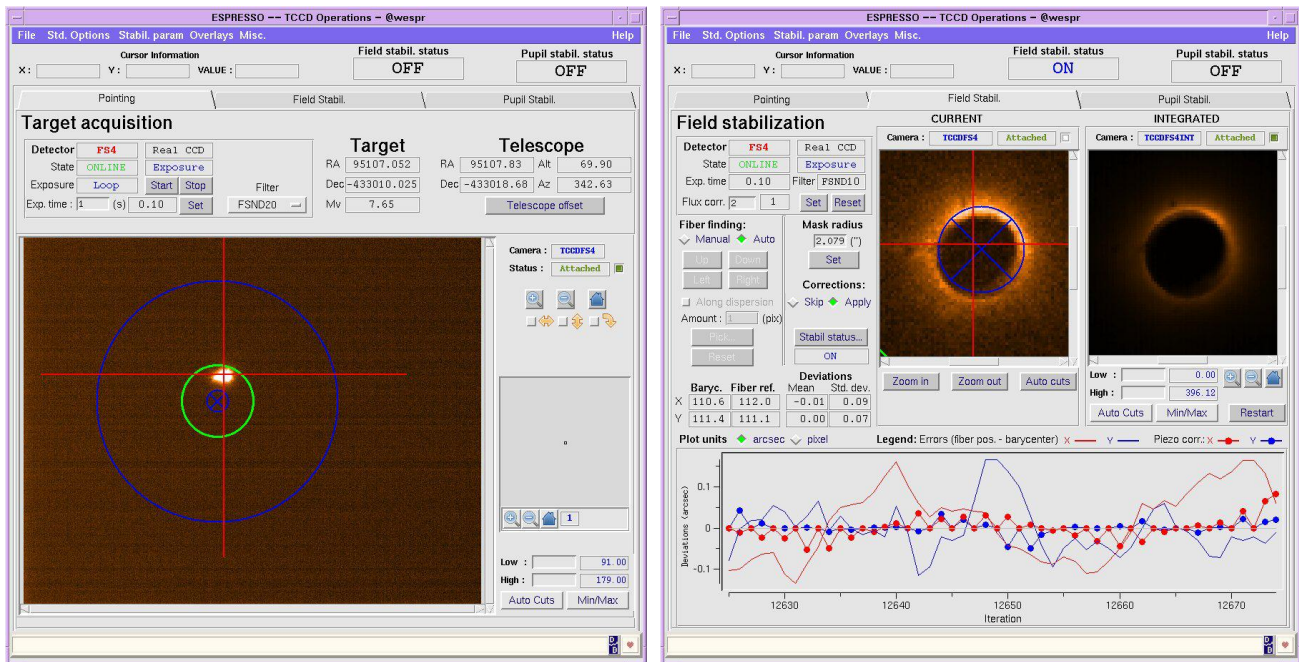 ESPRESSO -- TCCD Operations - @wespr
File Std. Options Stabil. param Overlays Misc. Help
Cursor Information
X : Y : VALUE :
Field stabil. status
OFF
Pupil stabil. status
OFF
Pointing Field Stabil. Pupil Stabil.
Target acquisition
Detector FS4 Real CCD
State ONLINE Exposure
Exposure Loop Start Stop
Exp. time : 1 (s) 0.10 Set
Filter
FSND20
Target
RA 95107.052
Dec -433010.025
Mv 7.65
Telescope
RA 95107.83 Alt 69.90
Dec -433018.68 Az 342.63
Telescope offset
Camera : TCCDFS4
Status : Attached
1
Low : 91.00
High : 179.00
Auto Cuts Min/Max
ESPRESSO -- TCCD Operations - @wespr
File Std. Options Stabil. param Overlays Misc. Help
Cursor Information
X : Y : VALUE :
Field stabil. status
ON
Pupil stabil. status
OFF
Pointing Field Stabil. Pupil Stabil.
Field stabilization
Detector FS4 Real CCD
State ONLINE Exposure
Exp. time 0.10 Filter FSND10
Flux corr. 2 1 Set Reset
Fiber finding:
Manual Auto
Up Down
Left Right
Along dispersion
Amount : 1 (pix)
Pick...
Reset
Mask radius
2.079 (")
Set
Corrections:
Skip Apply
Stabil status...
ON
Deviations
Baryc. Fiber ref. Mean Std. dev.
X 110.6 112.0 -0.01 0.09
Y 111.4 111.1 0.00 0.07
CURRENT
Camera : TCCDFS4 Attached
Zoom in Zoom out Auto cuts
INTEGRATED
Camera : TCCDFS4INT Attached
Low : 0.00
High : 396.12
Auto Cuts Min/Max Restart
Plot units arcsec pixel Legend: Errors (fiber pos. - barycenter) X Y Piezo corr.: X Y
Deviations (arcsec)
0.1
0
-0.1
12630 12640 12650 12660 12670
Iteration